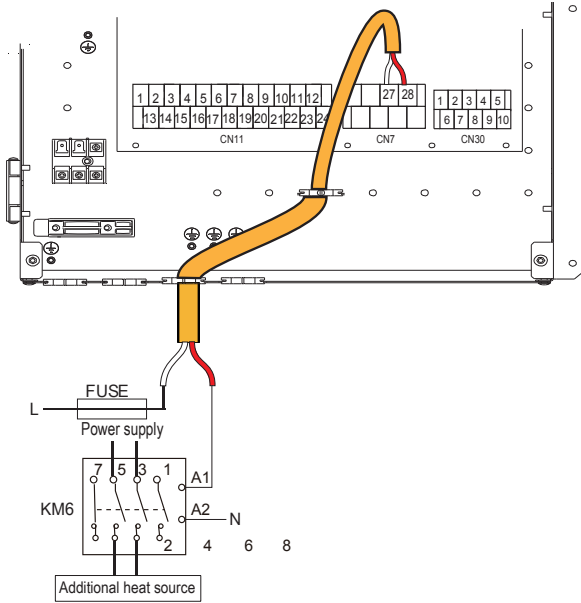 27 28
1 2 3 4 5 6 7 8 9 10 11 12
1 2 3 4 5
13 14 15 16 17 18 19 20 21 22 23 24
6 7 8 9 10
CN11 CN7 CN30
FUSE
L
Power supply
7 5 3 1 A1
KM6 A2 N
2 4 6 8
Additional heat source